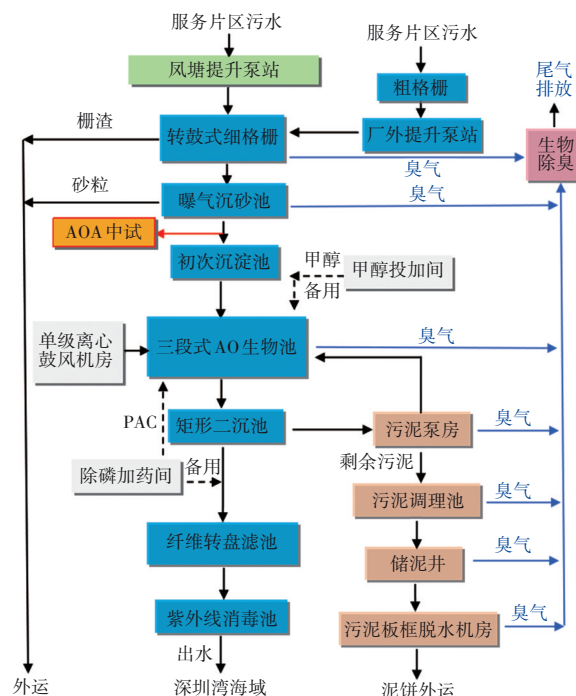 服务片区污水
服务片区污水
凤塘提升泵站
粗格栅
尾气
排放
栅渣
转鼓式细格栅
厂外提升泵站
生物
除臭
臭气
砂粒
曝气沉砂池
臭气
AOA中试
初次沉淀池
甲醇
备用
甲醇投加间
单级离心
鼓风机房
三段式AO生物池
臭气
PAC
矩形二沉池
污泥泵房
臭气
除磷加药间
备用
剩余污泥
污泥调理池
臭气
纤维转盘滤池
储泥井
臭气
紫外线消毒池
污泥板框脱水机房
臭气
出水
外运
深圳湾海域
泥饼外运